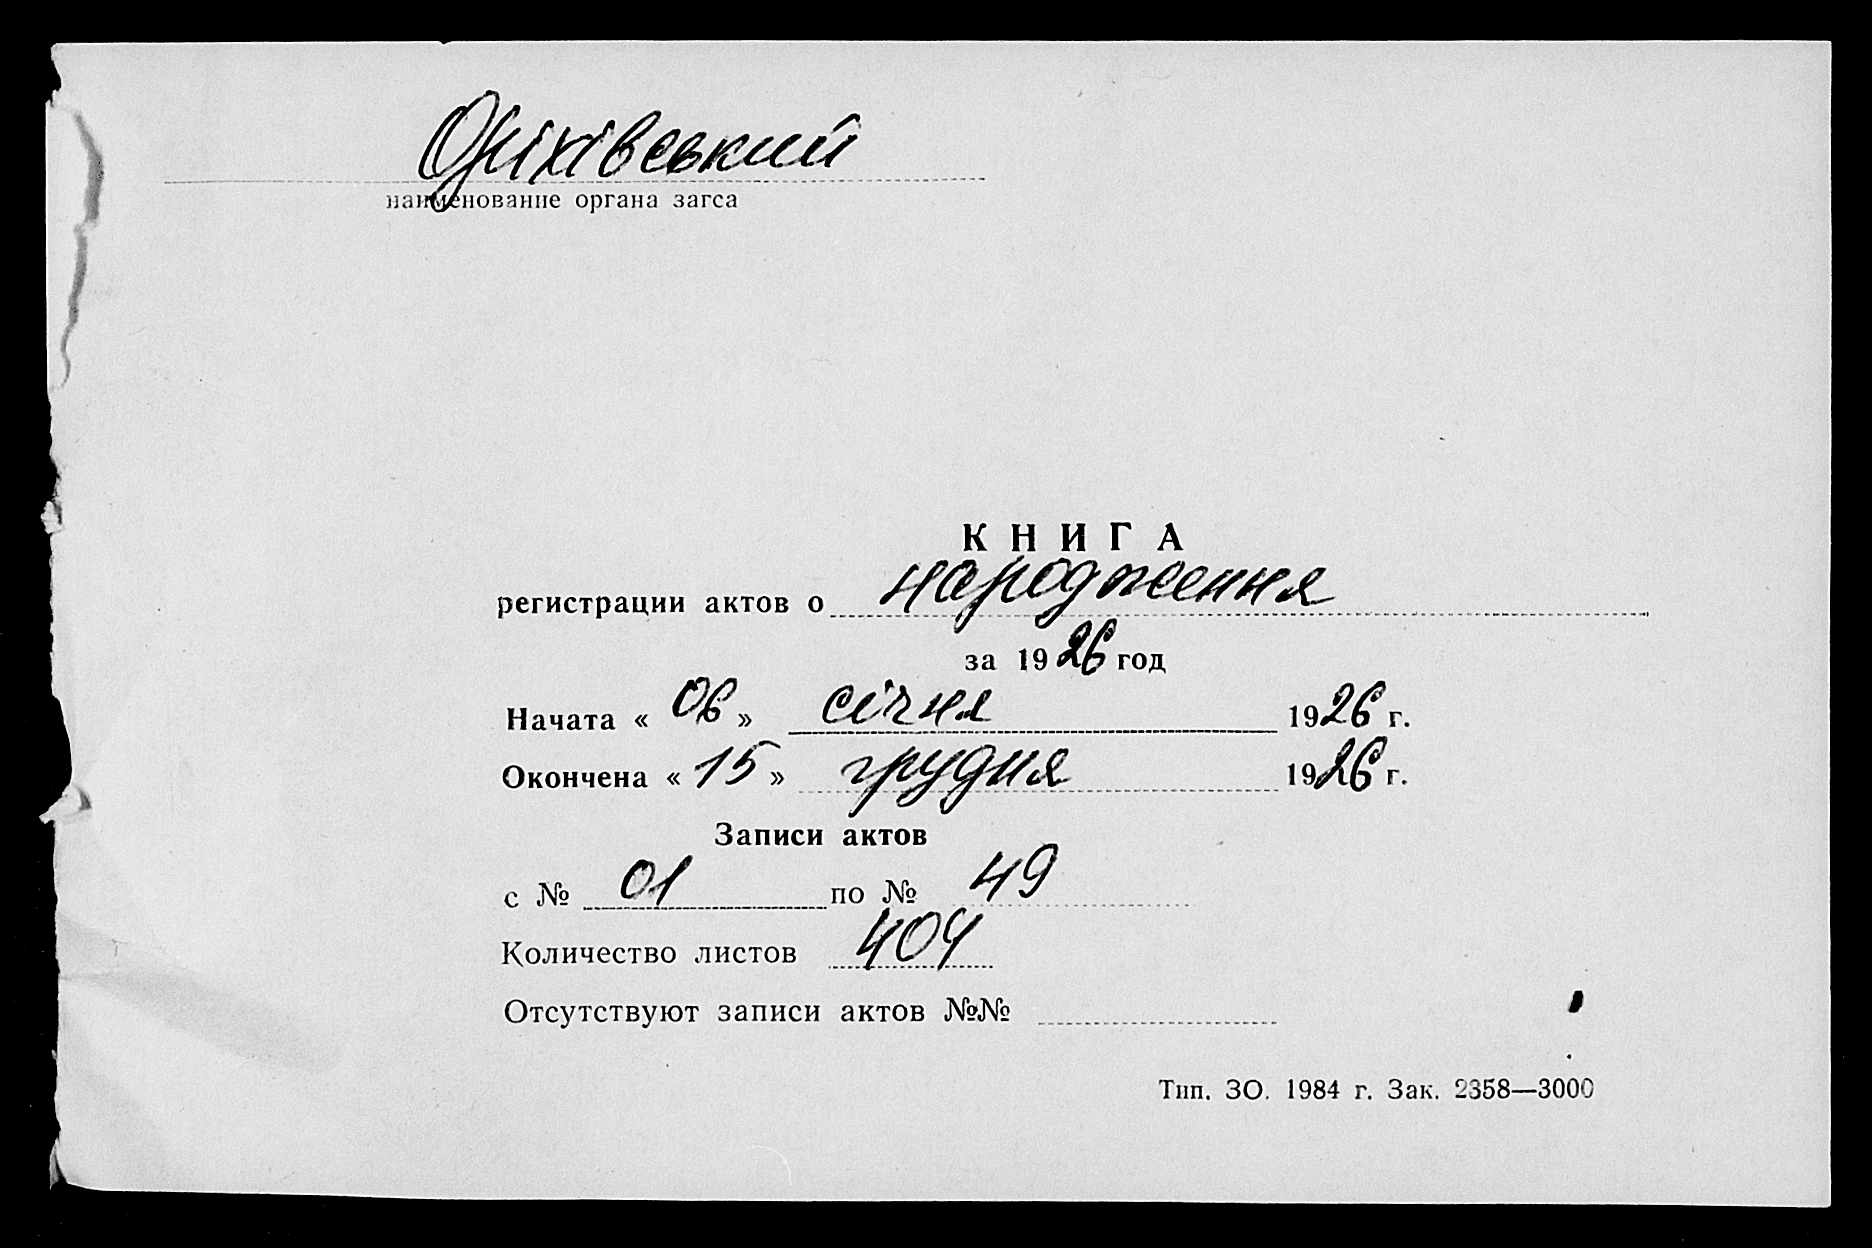 Оріхівський
наименование органа загса
КНИГА
регистрации актов о народження
за 1926 год
Начата « 06 » січня 1926 г.
Окончена « 15 » грудня 1926 г.
Записи актов
с № 01 по № 49
Количество листов 404
Отсутствуют записи актов №№
Тип. ЗО. 1984 г. Зак. 2358—3000